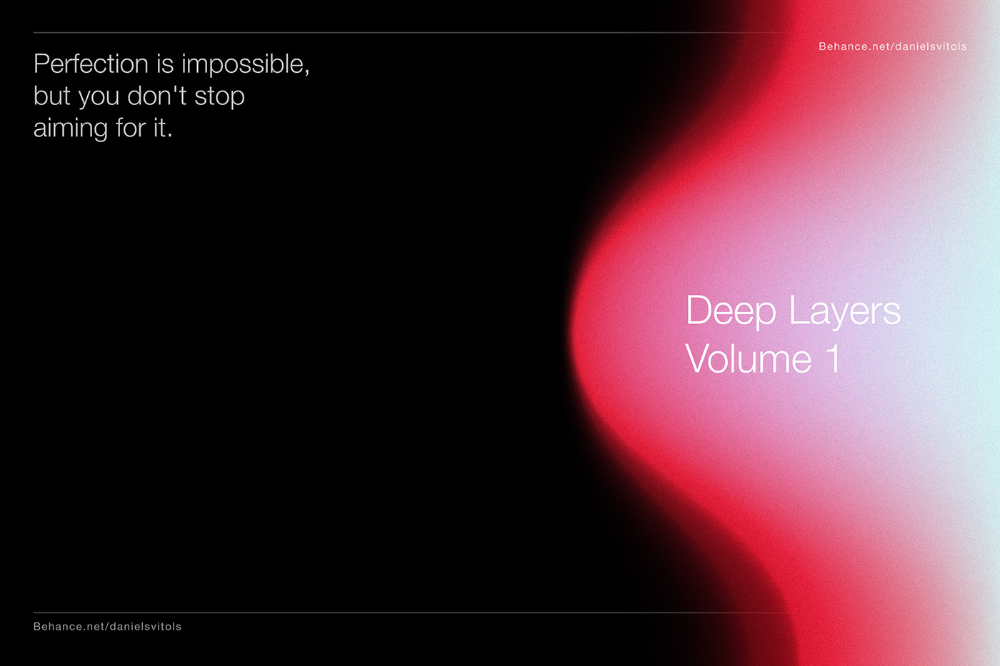 Behance.net/danielsvitols
Perfection is impossible,
but you don't stop
aiming for it.
Deep Layers
Volume 1
Behance.net/danielsvitols